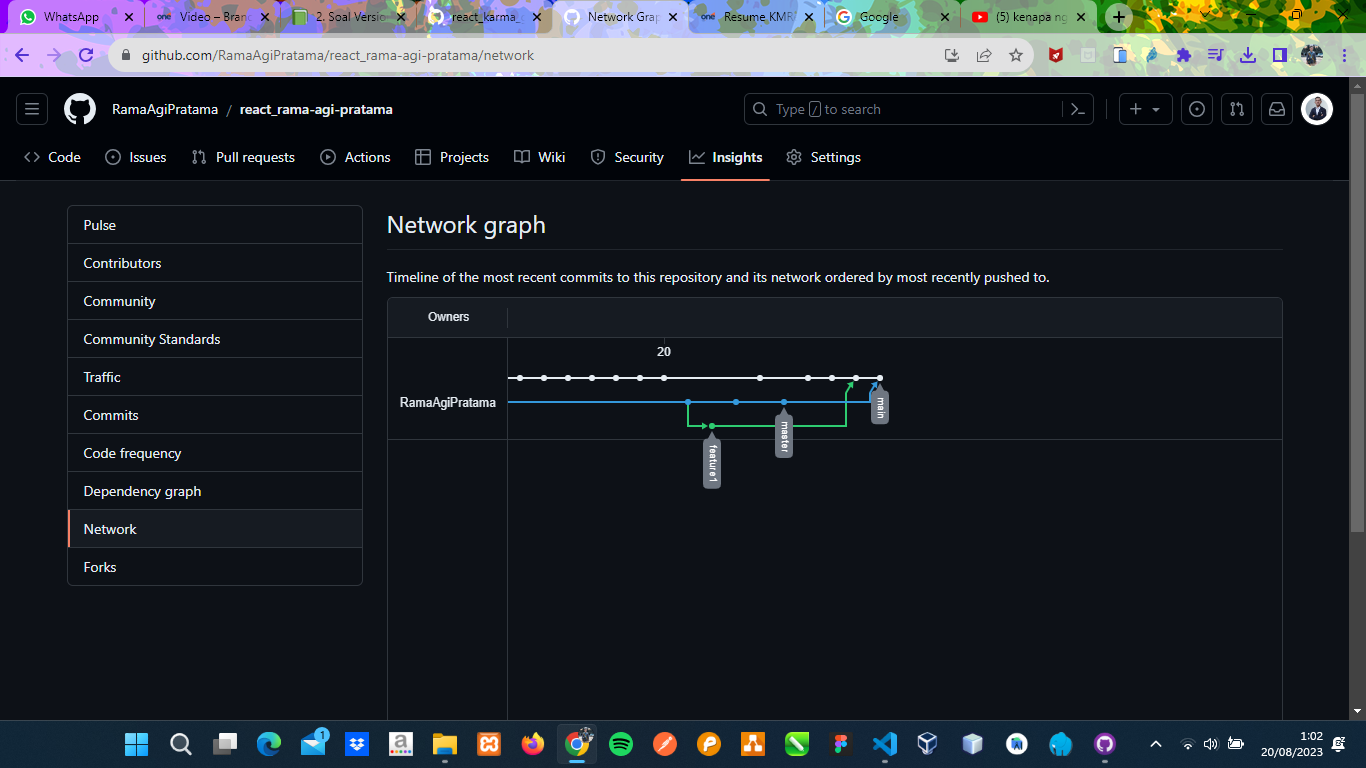 WhatsApp
Video – Bran
2. Soal Versi
react_karma_
Network Gra
Resume KMR
Google
(5) kenapa ng
github.com/RamaAgiPratama/react_rama-agi-pratama/network
RamaAgiPratama / react_rama-agi-pratama
Type / to search
Code
Issues
Pull requests
Actions
Projects
Wiki
Security
Insights
Settings
Pulse
Contributors
Community
Community Standards
Traffic
Commits
Code frequency
Dependency graph
Network
Forks
Network graph
Timeline of the most recent commits to this repository and its network ordered by most recently pushed to.
Owners
20
RamaAgiPratama
main
master
feature1
1
1:02
20/08/2023